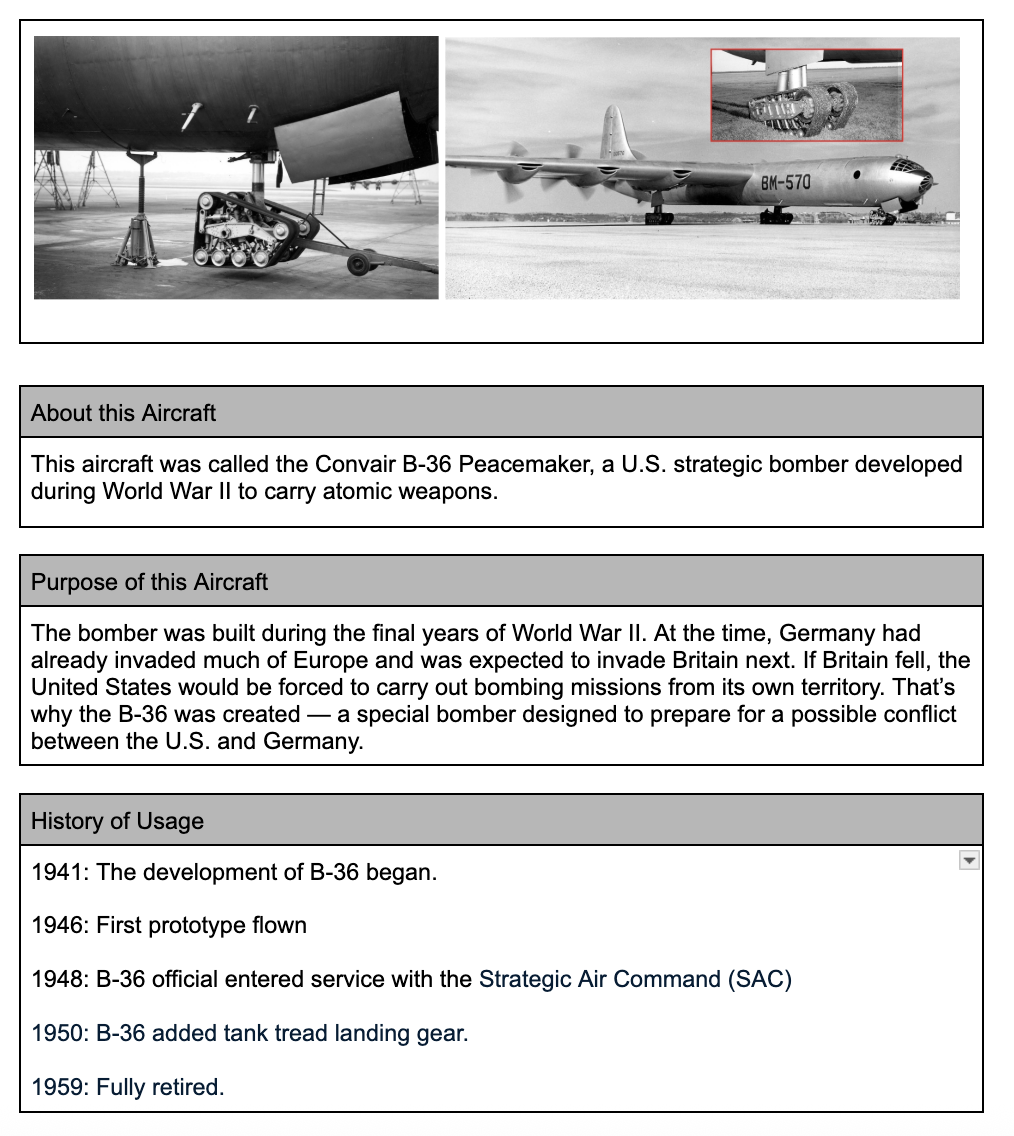 BM-570
About this Aircraft
This aircraft was called the Convair B-36 Peacemaker, a U.S. strategic bomber developed
during World War II to carry atomic weapons.
Purpose of this Aircraft
The bomber was built during the final years of World War II. At the time, Germany had
already invaded much of Europe and was expected to invade Britain next. If Britain fell, the
United States would be forced to carry out bombing missions from its own territory. That’s
why the B-36 was created — a special bomber designed to prepare for a possible conflict
between the U.S. and Germany.
History of Usage
1941: The development of B-36 began.
1946: First prototype flown
1948: B-36 official entered service with the Strategic Air Command (SAC)
1950: B-36 added tank tread landing gear.
1959: Fully retired.